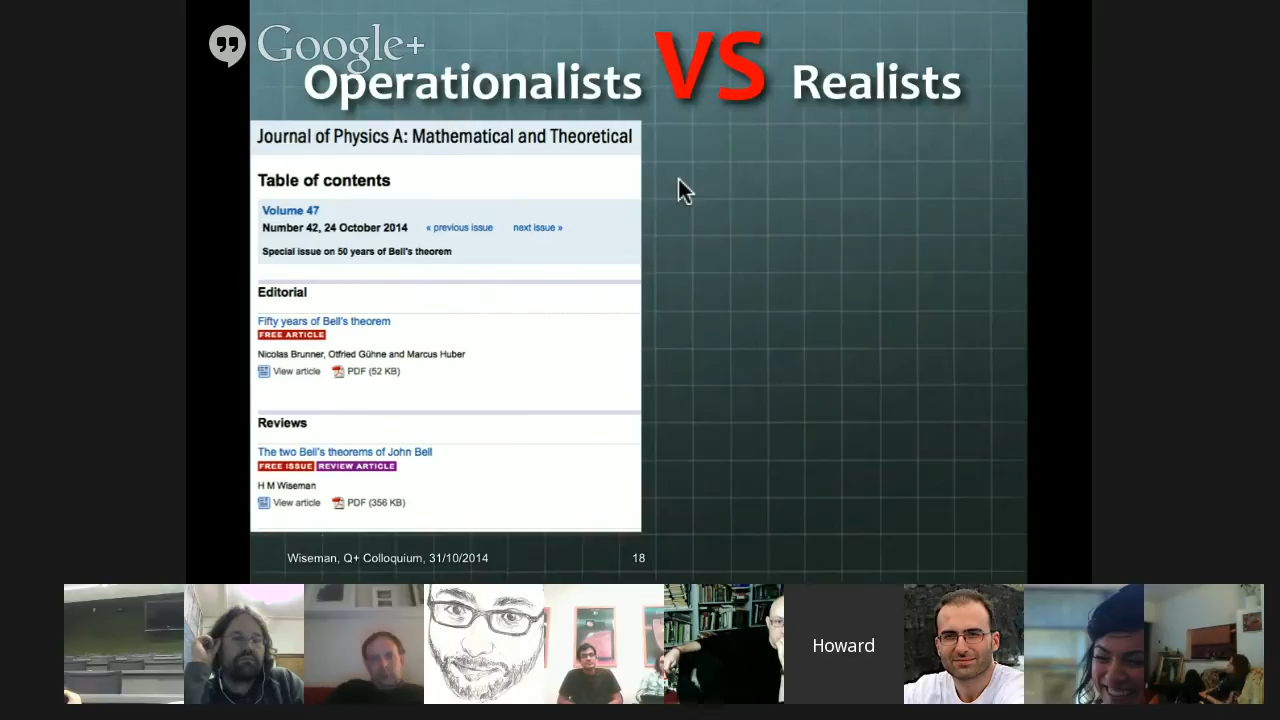 Google+
Operationalists VS Realists
Journal of Physics A: Mathematical and Theoretical
Table of contents
Volume 47
Number 42, 24 October 2014 « previous issue next issue »
Special issue on 50 years of Bell's theorem
Editorial
Fifty years of Bell's theorem
FREE ARTICLE
Nicolas Brunner, Otfried Gühne and Marcus Huber
View article PDF (52 KB)
Reviews
The two Bell's theorems of John Bell
FREE ISSUE REVIEW ARTICLE
H M Wiseman
View article PDF (356 KB)
Wiseman, Q+ Colloquium, 31/10/2014 18
Howard